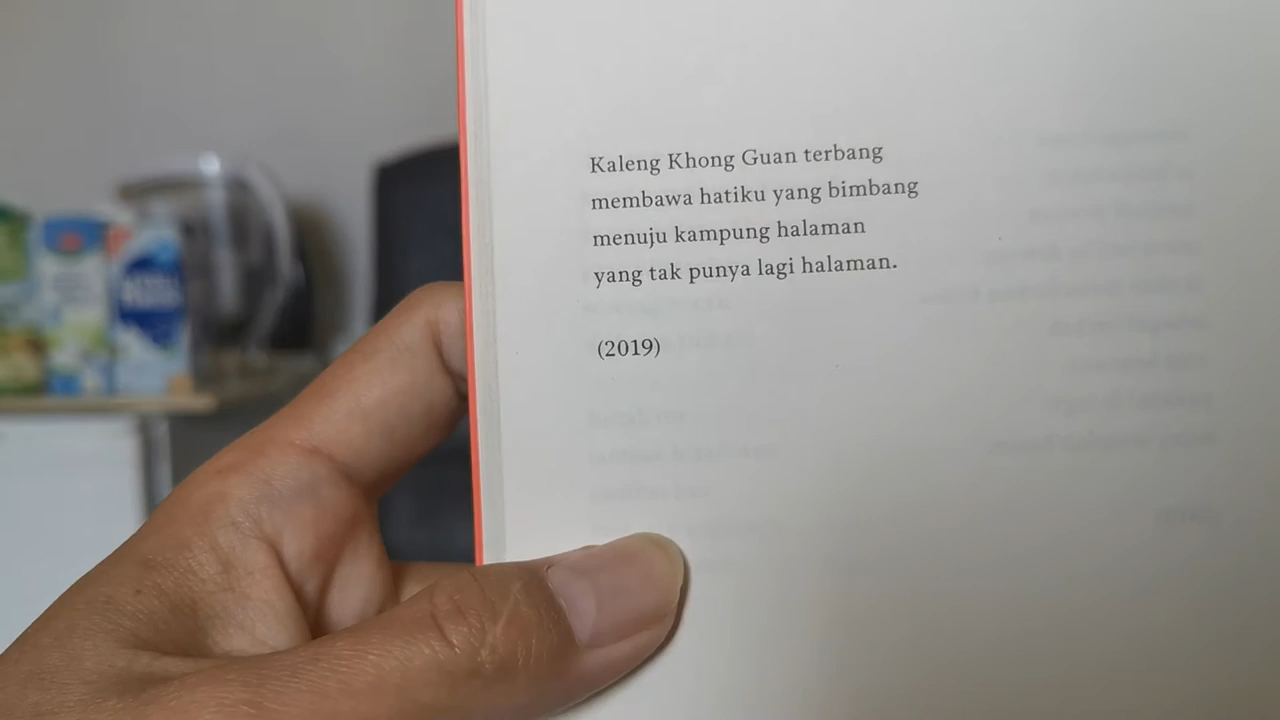 Kaleng Khong Guan terbang
membawa hatiku yang bimbang
menuju kampung halaman
yang tak punya lagi halaman.
(2019)